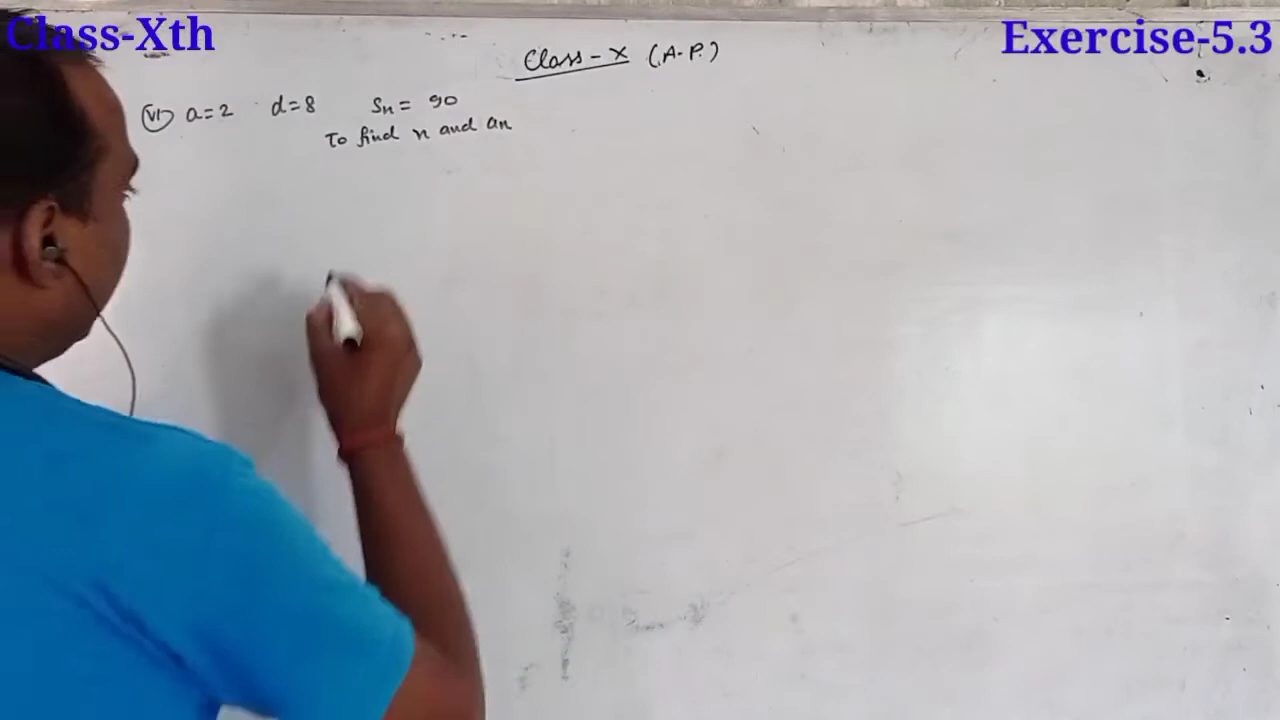 Class-Xth
Exercise-5.3
Class - X (A.P.)
(VI) a=2 d=8 Sn = 90
To find n and an